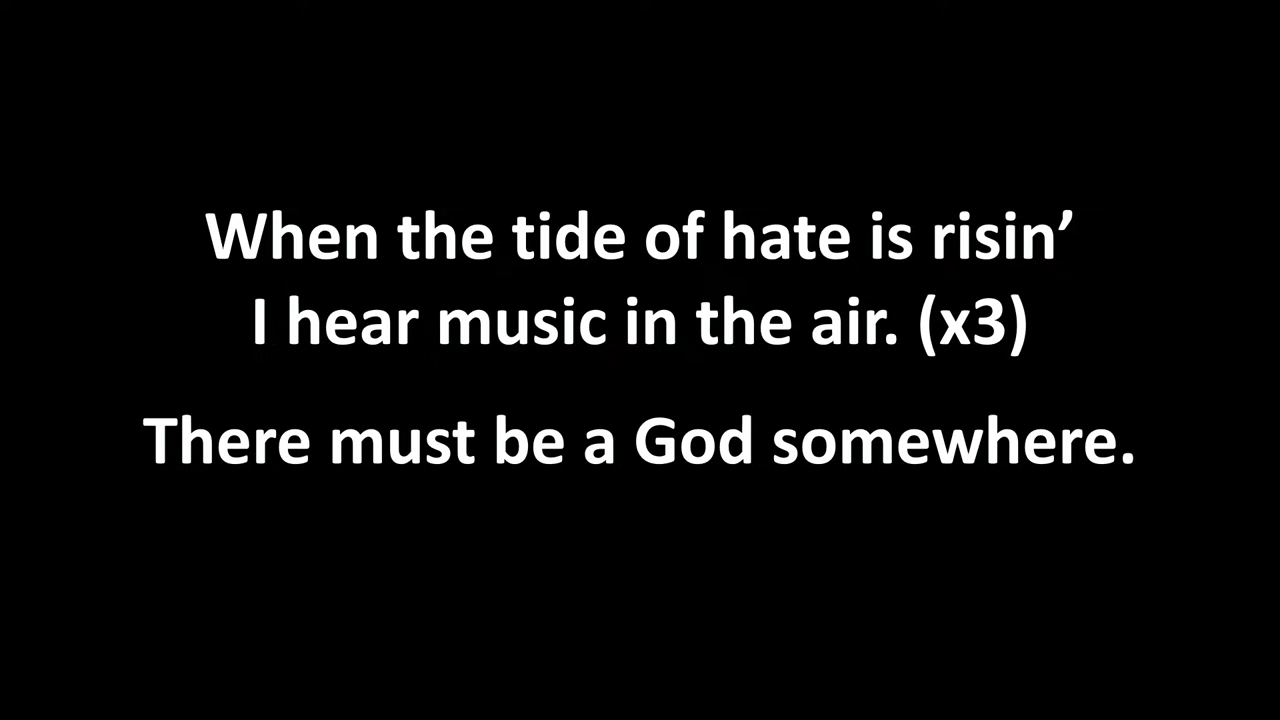 When the tide of hate is risin’
I hear music in the air. (x3)
There must be a God somewhere.